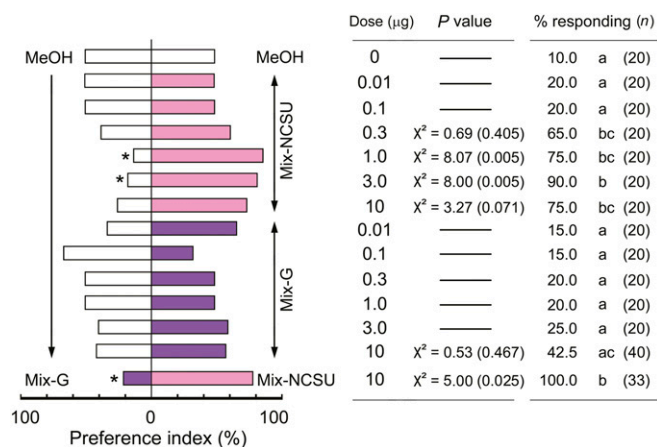 Dose (µg) P value % responding (n)
MeOH MeOH 0 —— 10.0 a (20)
0.01 —— 20.0 a (20)
0.1 —— 20.0 a (20)
Mix-NCSU
0.3 χ² = 0.69 (0.405) 65.0 bc (20)
* 1.0 χ² = 8.07 (0.005) 75.0 bc (20)
* 3.0 χ² = 8.00 (0.005) 90.0 b (20)
10 χ² = 3.27 (0.071) 75.0 bc (20)
0.01 —— 15.0 a (20)
0.1 —— 15.0 a (20)
Mix-G
0.3 —— 20.0 a (20)
1.0 —— 20.0 a (20)
3.0 —— 25.0 a (20)
10 χ² = 0.53 (0.467) 42.5 ac (40)
Mix-G * Mix-NCSU 10 χ² = 5.00 (0.025) 100.0 b (33)
100 0 100
Preference index (%)